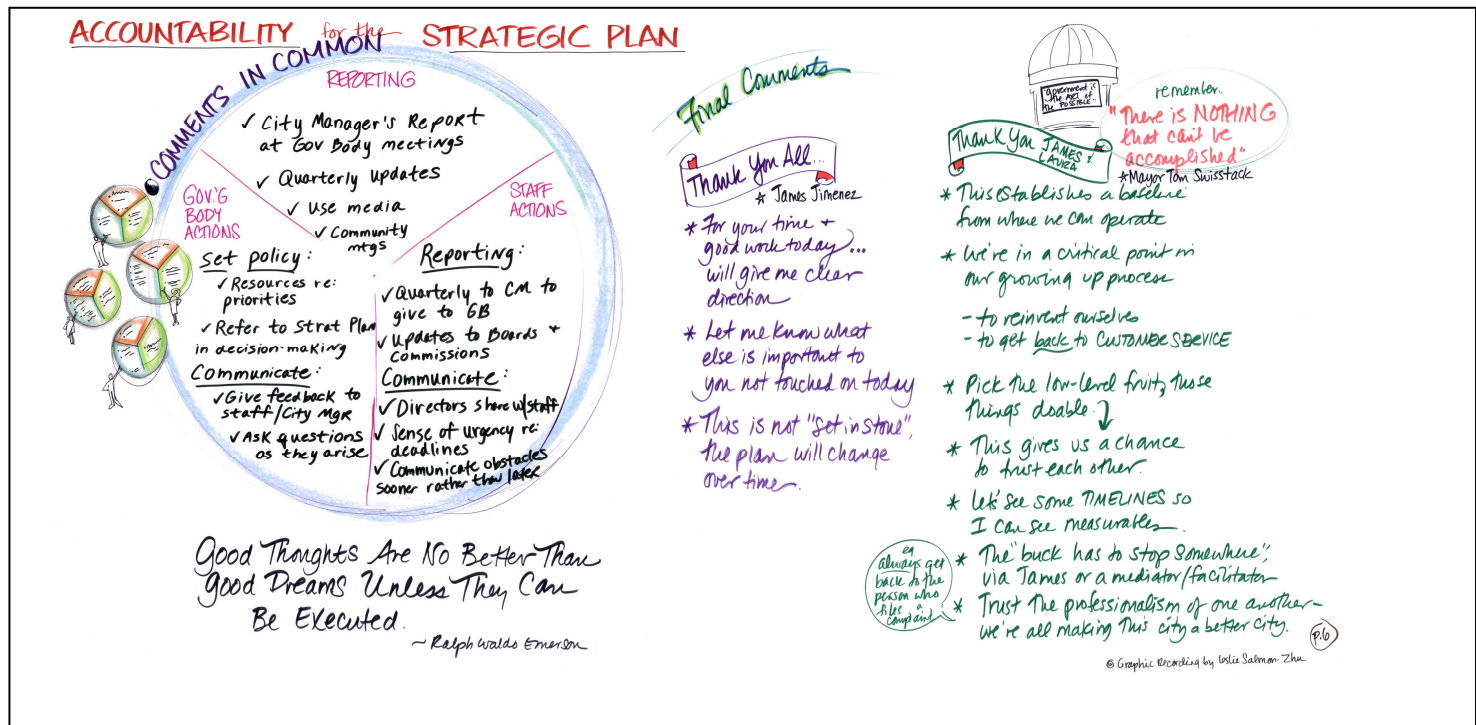 ACCOUNTABILITY for the STRATEGIC PLAN
COMMENTS IN COMMON
REPORTING
✓ City Manager's Report
at Gov Body meetings
✓ Quarterly updates
✓ use media
✓ Community
mtgs
GOV'G
BODY
ACTIONS
Set policy:
✓ Resources re:
priorities
✓ Refer to Strat Plan
in decision-making
Communicate:
✓ Give feedback to
staff/City Mgr
✓ Ask questions
as they arise
STAFF
ACTIONS
Reporting:
✓ Quarterly to CM to
give to GB
✓ updates to Boards +
commissions
Communicate:
✓ Directors share w/staff
✓ Sense of urgency re:
deadlines
✓ Communicate obstacles
sooner rather than later
Good Thoughts Are No Better Than
good Dreams Unless They Can
Be Executed.
~ Ralph Waldo Emerson
Final Comments
Thank You All...
★ James Jimenez
* For your time +
good work today...
will give me clear
direction
* Let me know what
else is important to
you not touched on today
* This is not "set in stone",
the plan will change
over time.
government is
the ART of
the POSSIBLE..
remember..
"There is NOTHING
that can't be
accomplished"
★ Mayor Tom Swisstack
Thank You JAMES &
LAURA
* This establishes a baseline
from where we can operate
* We're in a critical point in
our growing up process
- to reinvent ourselves
- to get back to CUSTOMER SERVICE
* Pick the low-level fruit, those
things doable.
* This gives us a chance
to trust each other.
* Let's see some TIMELINES so
I can see measurables.
* The "buck has to stop somewhere",
via James or a mediator/facilitator
eg
always get
back to the
person who
files a
complaint
* Trust the professionalism of one another-
we're all making this city a better city.
p.6
© Graphic Recording by Leslie Salmon-Zhu